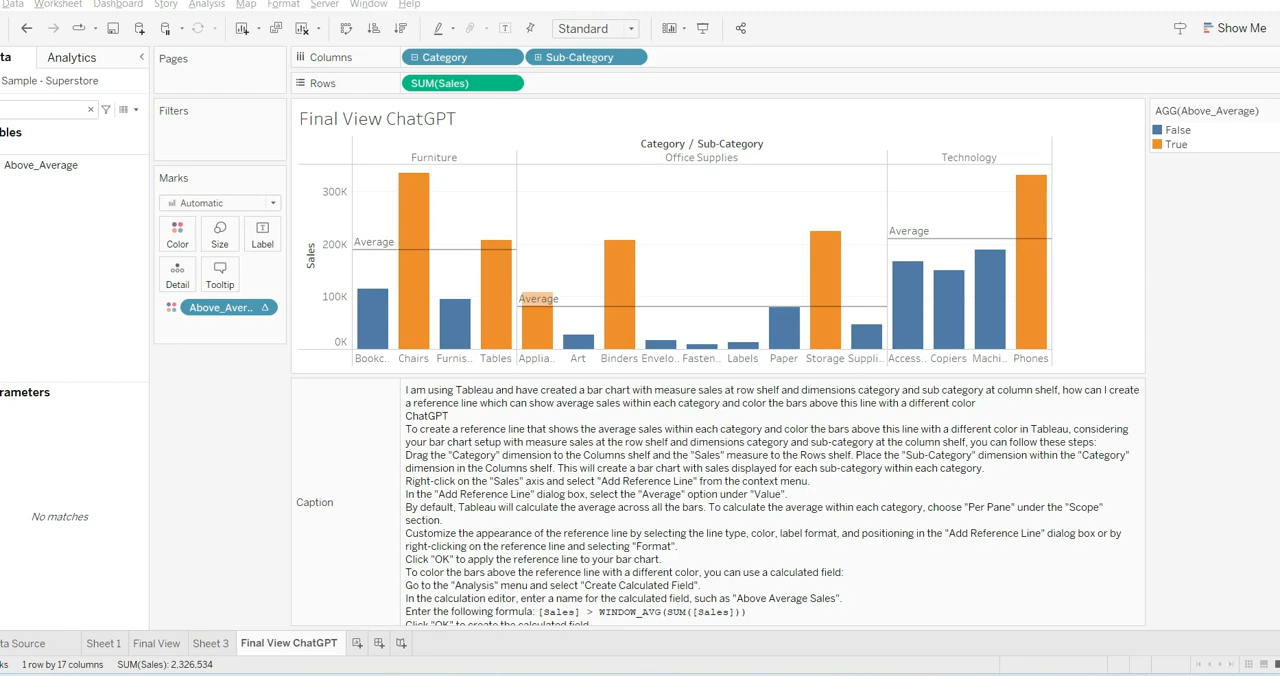 Data Worksheet Dashboard Story Analysis Map Format Server Window Help
Standard
Show Me
ta Analytics
Sample - Superstore
bles
Above_Average
rameters
No matches
Pages
Filters
Marks
Automatic
Color Size Label
Detail Tooltip
Above_Aver..
Columns Category Sub-Category
Rows SUM(Sales)
Final View ChatGPT
Category / Sub-Category
Furniture Office Supplies Technology
Sales
300K
200K
100K
0K
Average
Average
Average
Bookc.. Chairs Furnis.. Tables Applia.. Art Binders Envelo.. Fasten.. Labels Paper Storage Suppli.. Access.. Copiers Machi.. Phones
AGG(Above_Average)
False
True
Caption
I am using Tableau and have created a bar chart with measure sales at row shelf and dimensions category and sub category at column shelf, how can I create
a reference line which can show average sales within each category and color the bars above this line with a different color
ChatGPT
To create a reference line that shows the average sales within each category and color the bars above this line with a different color in Tableau, considering
your bar chart setup with measure sales at the row shelf and dimensions category and sub-category at the column shelf, you can follow these steps:
Drag the "Category" dimension to the Columns shelf and the "Sales" measure to the Rows shelf. Place the "Sub-Category" dimension within the "Category"
dimension in the Columns shelf. This will create a bar chart with sales displayed for each sub-category within each category.
Right-click on the "Sales" axis and select "Add Reference Line" from the context menu.
In the "Add Reference Line" dialog box, select the "Average" option under "Value".
By default, Tableau will calculate the average across all the bars. To calculate the average within each category, choose "Per Pane" under the "Scope"
section.
Customize the appearance of the reference line by selecting the line type, color, label format, and positioning in the "Add Reference Line" dialog box or by
right-clicking on the reference line and selecting "Format".
Click "OK" to apply the reference line to your bar chart.
To color the bars above the reference line with a different color, you can use a calculated field:
Go to the "Analysis" menu and select "Create Calculated Field".
In the calculation editor, enter a name for the calculated field, such as "Above Average Sales".
Enter the following formula: [Sales] > WINDOW_AVG(SUM([Sales]))
Click "OK" to create the calculated field.
ta Source Sheet 1 Final View Sheet 3 Final View ChatGPT
ks 1 row by 17 columns SUM(Sales): 2.326.534